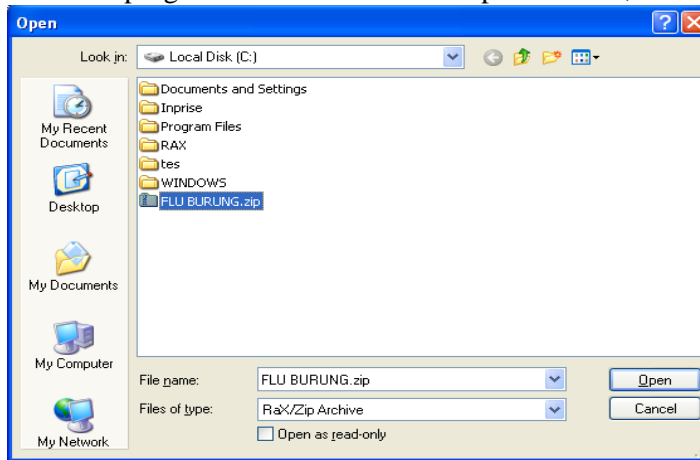 Open
Look in: Local Disk (C:)
My Recent Documents
Desktop
My Documents
My Computer
My Network
Documents and Settings
Inprise
Program Files
RAX
tes
WINDOWS
FLU BURUNG.zip
File name: FLU BURUNG.zip Open
Files of type: RaX/Zip Archive Cancel
Open as read-only